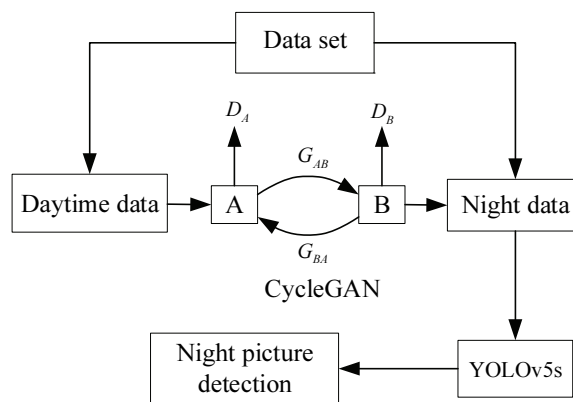 Data set
D_A
D_B
G_AB
Daytime data
A
B
Night data
G_BA
CycleGAN
Night picture
detection
YOLOv5s